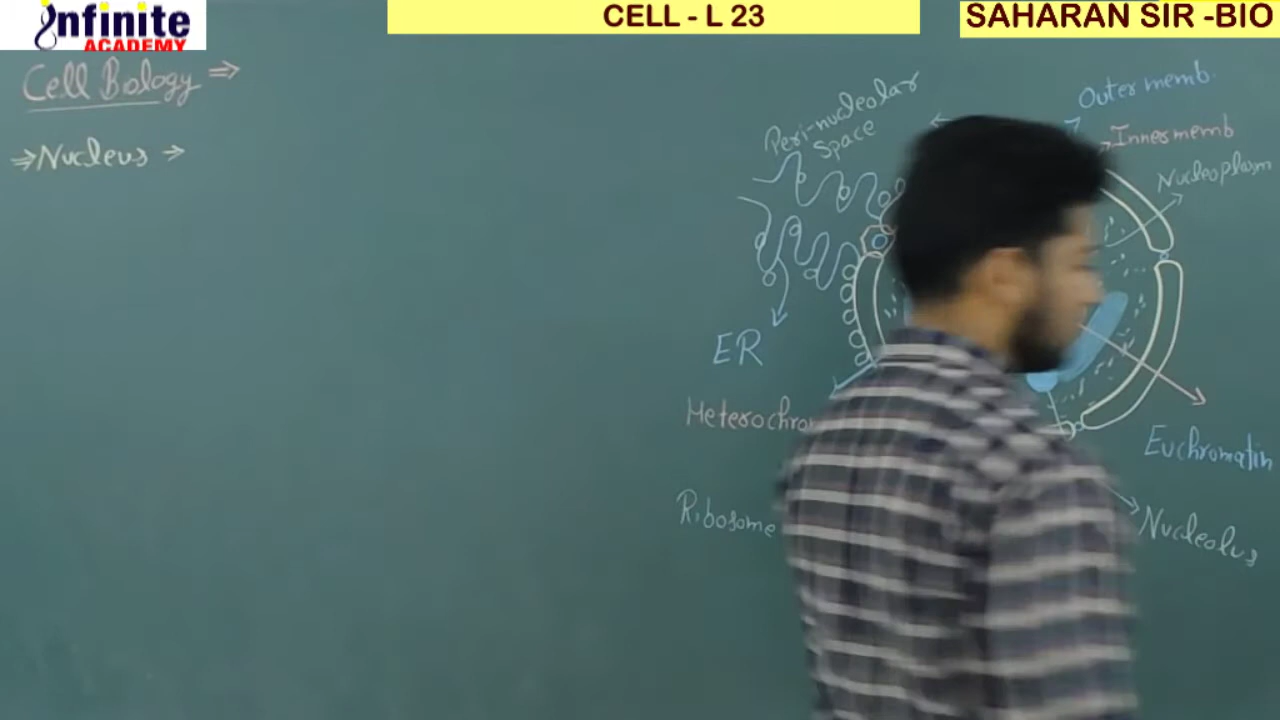 infinite
ACADEMY
CELL - L 23
SAHARAN SIR -BIO
Cell Biology ⇒
⇒Nucleus →
Peri-nucleolar
Space
Outer memb.
Inner memb
Nucleoplasm
ER
Euchromatin
Ribosome
Nucleolus